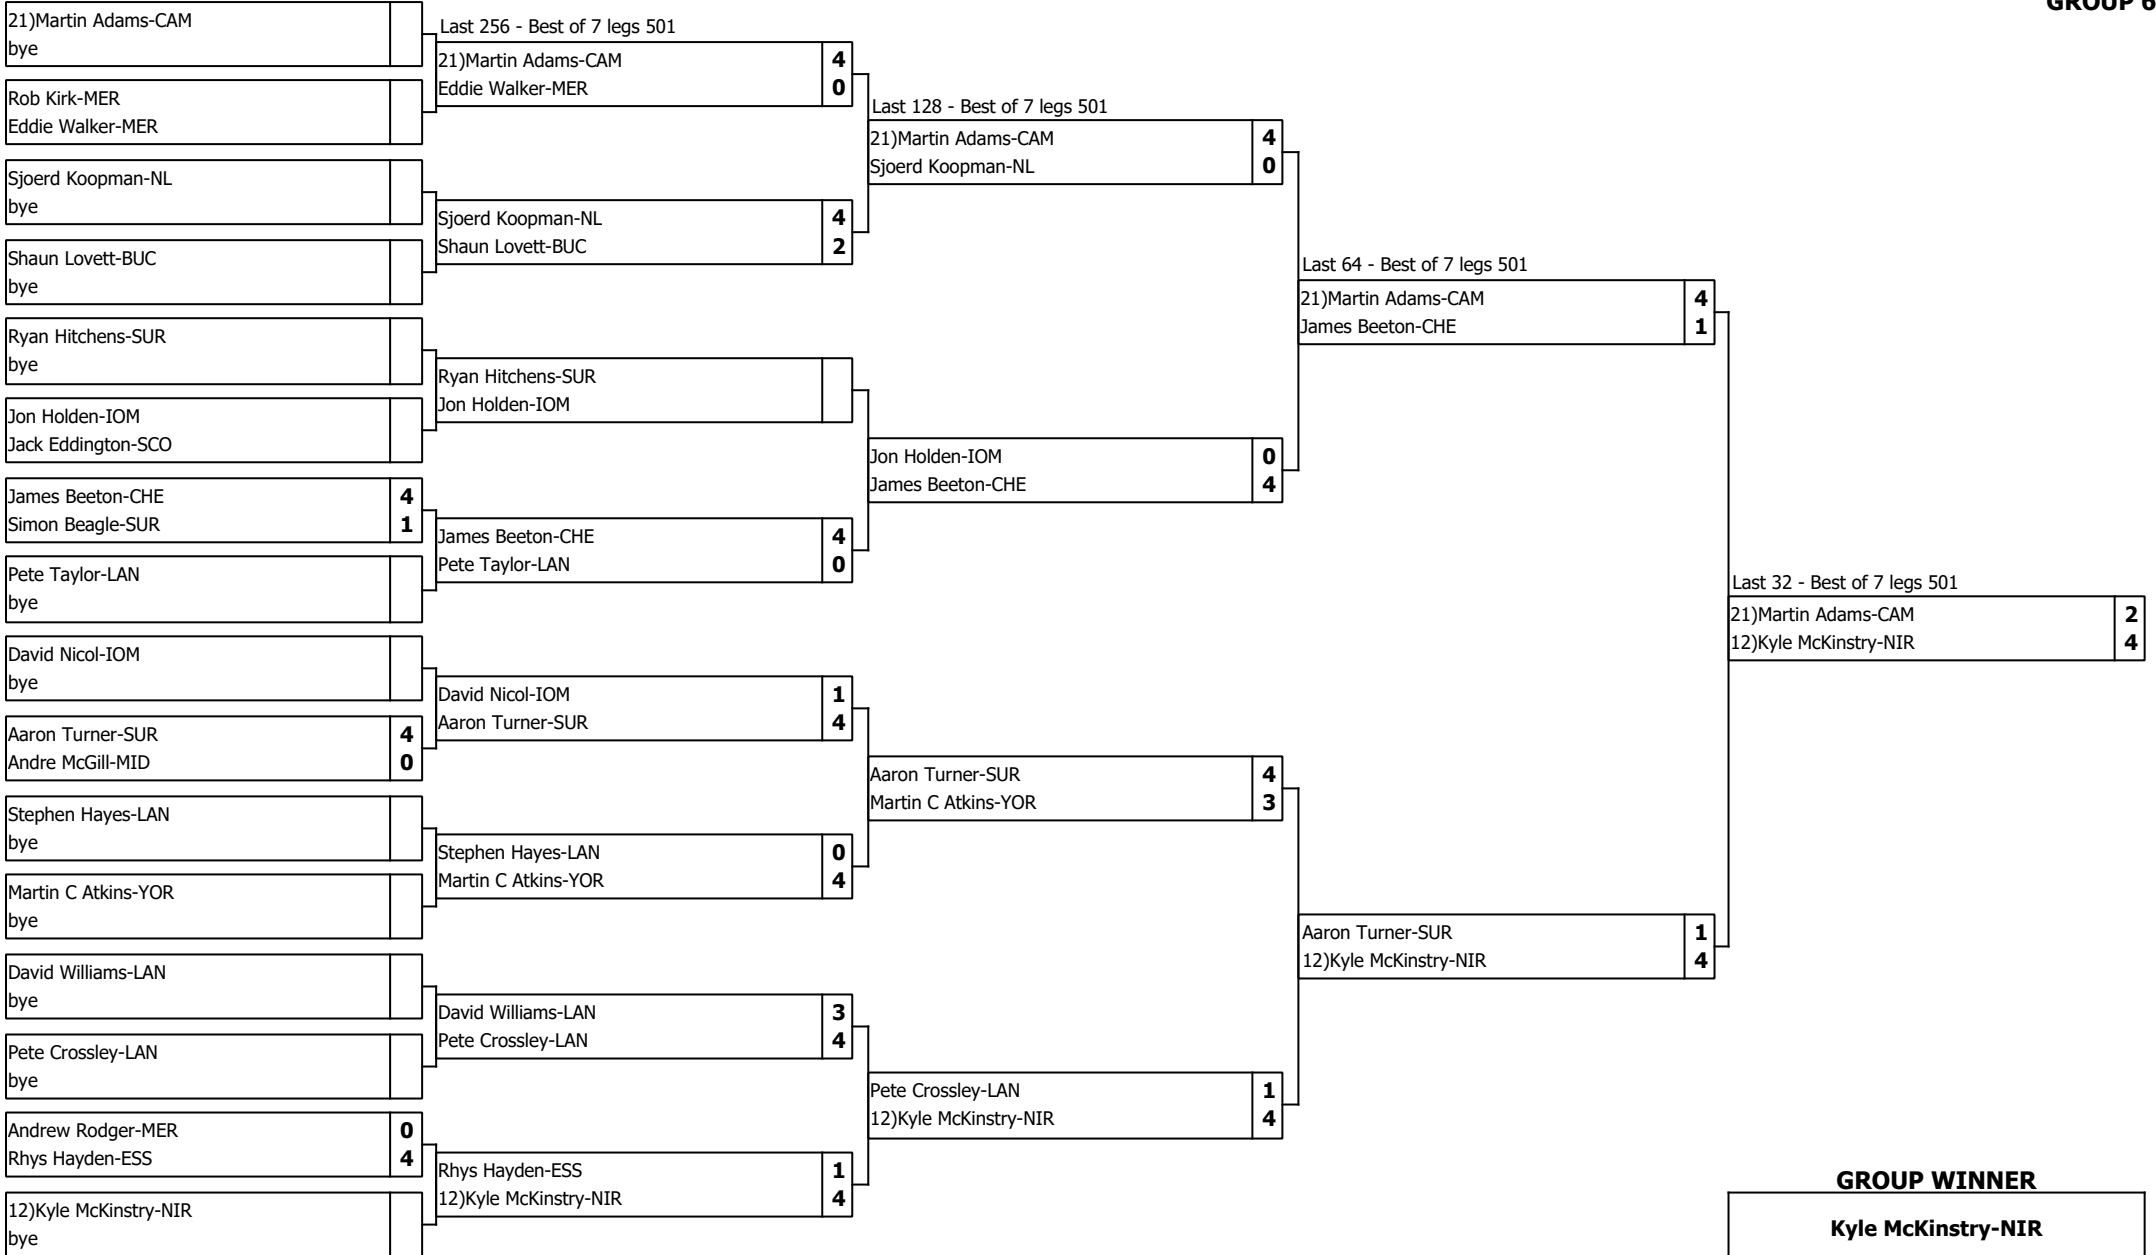 GROUP 6
21)Martin Adams-CAM
bye
Rob Kirk-MER
Eddie Walker-MER
Sjoerd Koopman-NL
bye
Shaun Lovett-BUC
bye
Ryan Hitchens-SUR
bye
Jon Holden-IOM
Jack Eddington-SCO
James Beeton-CHE 4
Simon Beagle-SUR 1
Pete Taylor-LAN
bye
David Nicol-IOM
bye
Aaron Turner-SUR 4
Andre McGill-MID 0
Stephen Hayes-LAN
bye
Martin C Atkins-YOR
bye
David Williams-LAN
bye
Pete Crossley-LAN
bye
Andrew Rodger-MER 0
Rhys Hayden-ESS 4
12)Kyle McKinstry-NIR
bye
Last 256 - Best of 7 legs 501
21)Martin Adams-CAM 4
Eddie Walker-MER 0
Sjoerd Koopman-NL 4
Shaun Lovett-BUC 2
Ryan Hitchens-SUR
Jon Holden-IOM
James Beeton-CHE 4
Pete Taylor-LAN 0
David Nicol-IOM 1
Aaron Turner-SUR 4
Stephen Hayes-LAN 0
Martin C Atkins-YOR 4
David Williams-LAN 3
Pete Crossley-LAN 4
Rhys Hayden-ESS 1
12)Kyle McKinstry-NIR 4
Last 128 - Best of 7 legs 501
21)Martin Adams-CAM 4
Sjoerd Koopman-NL 0
Jon Holden-IOM 0
James Beeton-CHE 4
Aaron Turner-SUR 4
Martin C Atkins-YOR 3
Pete Crossley-LAN 1
12)Kyle McKinstry-NIR 4
Last 64 - Best of 7 legs 501
21)Martin Adams-CAM 4
James Beeton-CHE 1
Aaron Turner-SUR 1
12)Kyle McKinstry-NIR 4
Last 32 - Best of 7 legs 501
21)Martin Adams-CAM 2
12)Kyle McKinstry-NIR 4
GROUP WINNER
Kyle McKinstry-NIR